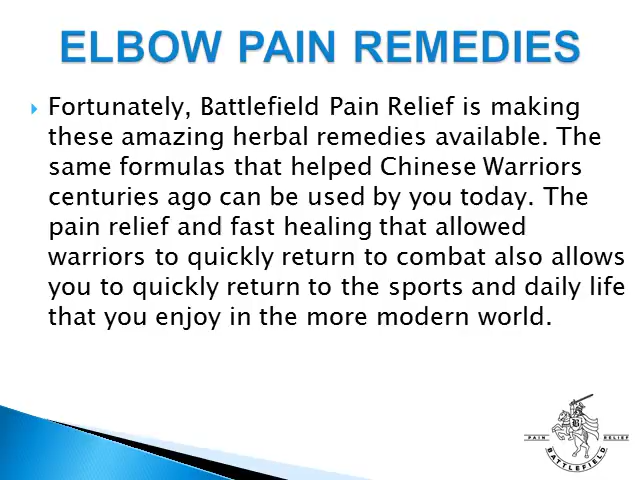 ELBOW PAIN REMEDIES
Fortunately, Battlefield Pain Relief is making
these amazing herbal remedies available. The
same formulas that helped Chinese Warriors
centuries ago can be used by you today. The
pain relief and fast healing that allowed
warriors to quickly return to combat also allows
you to quickly return to the sports and daily life
that you enjoy in the more modern world.
PAIN RELIEF
BATTLEFIELD